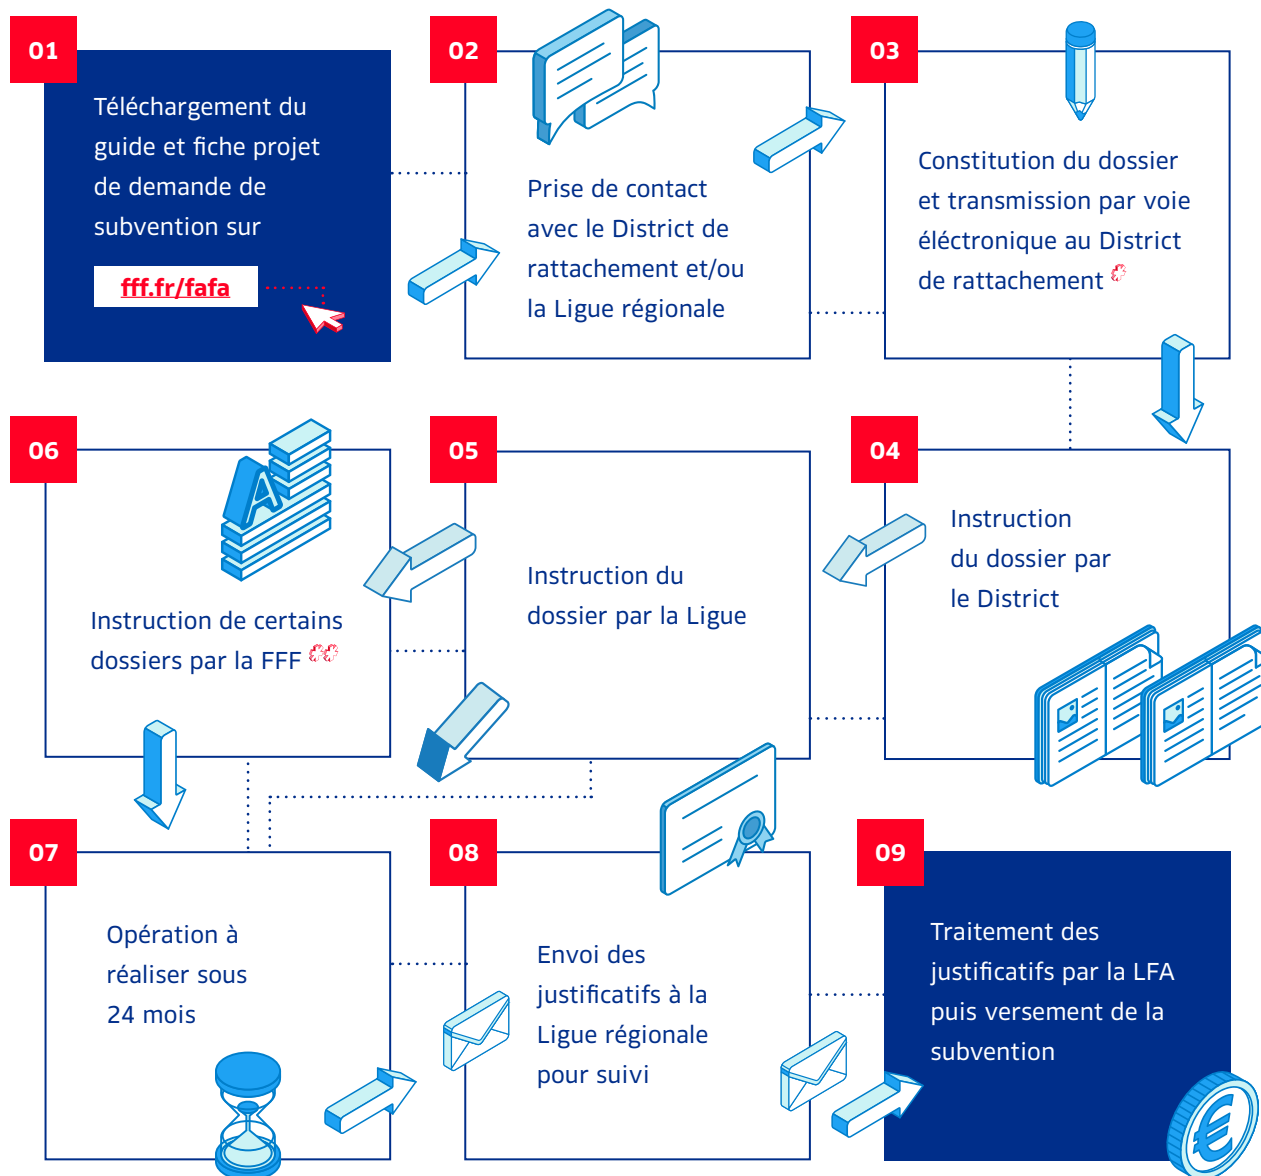 01
Téléchargement du
guide et fiche projet
de demande de
subvention sur
fff.fr/fafa
02
Prise de contact
avec le District de
rattachement et/ou
la Ligue régionale
03
Constitution du dossier
et transmission par voie
éléctronique au District
de rattachement
04
Instruction
du dossier par
le District
05
Instruction du
dossier par la Ligue
06
A
Instruction de certains
dossiers par la FFF
07
Opération à
réaliser sous
24 mois
08
Envoi des
justificatifs à la
Ligue régionale
pour suivi
09
Traitement des
justificatifs par la LFA
puis versement de la
subvention
€